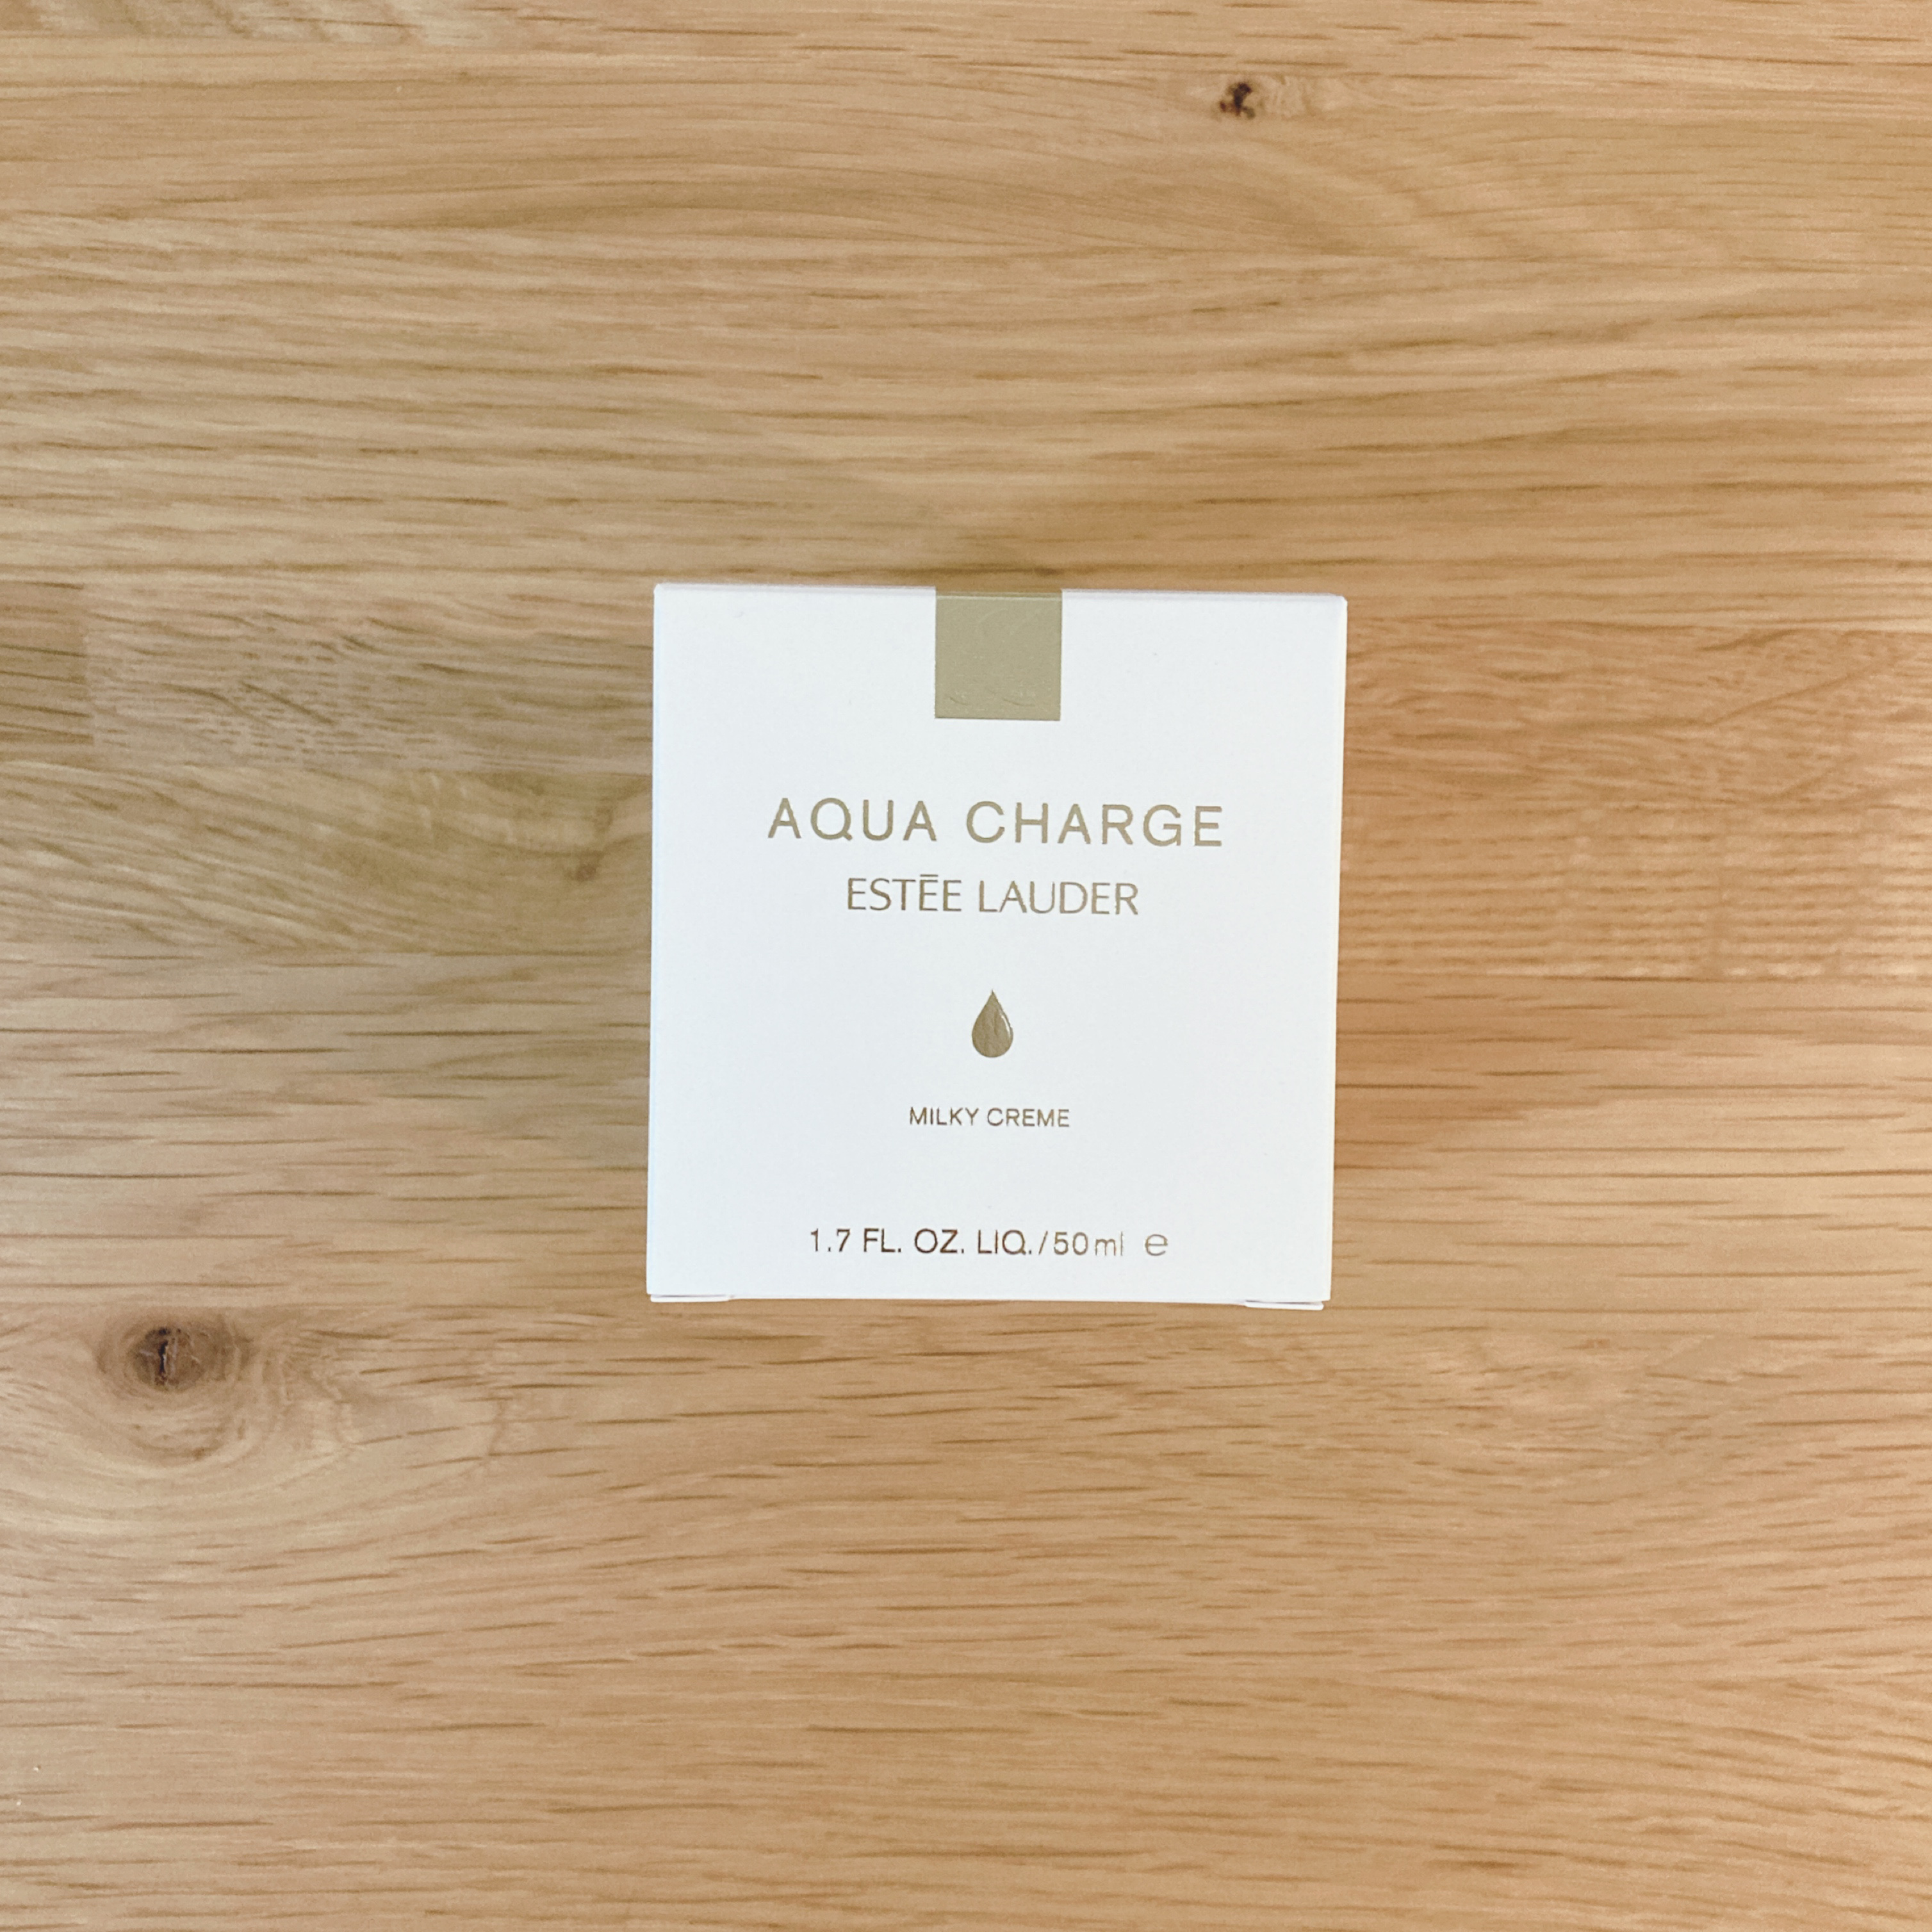 AQUA CHARGE
ESTĒE LAUDER
MILKY CREME
1.7 FL. OZ. LIQ./50ml ℮